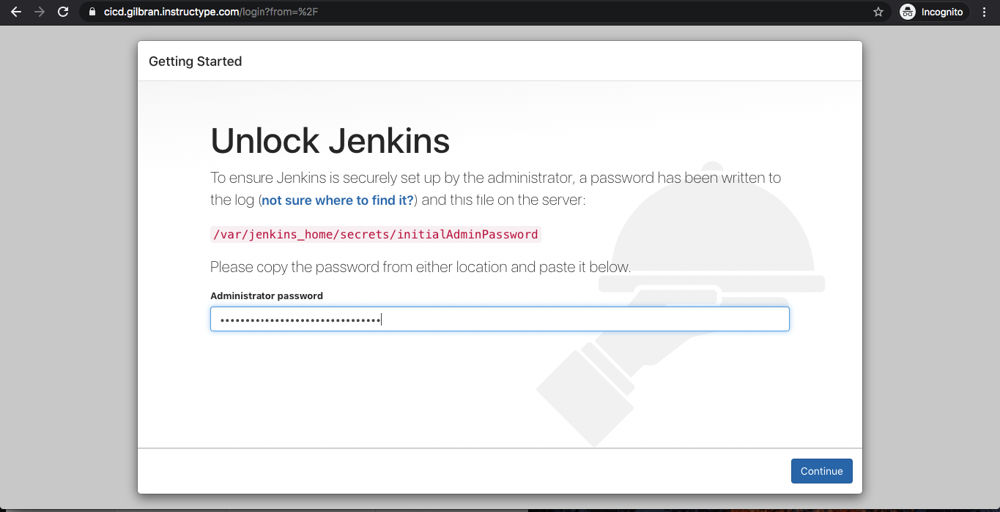 cicd.gilbran.instructype.com/login?from=%2F
Incognito
Getting Started
Unlock Jenkins
To ensure Jenkins is securely set up by the administrator, a password has been written to
the log (not sure where to find it?) and this file on the server:
/var/jenkins_home/secrets/initialAdminPassword
Please copy the password from either location and paste it below.
Administrator password
••••••••••••••••••••••••••••••••
Continue